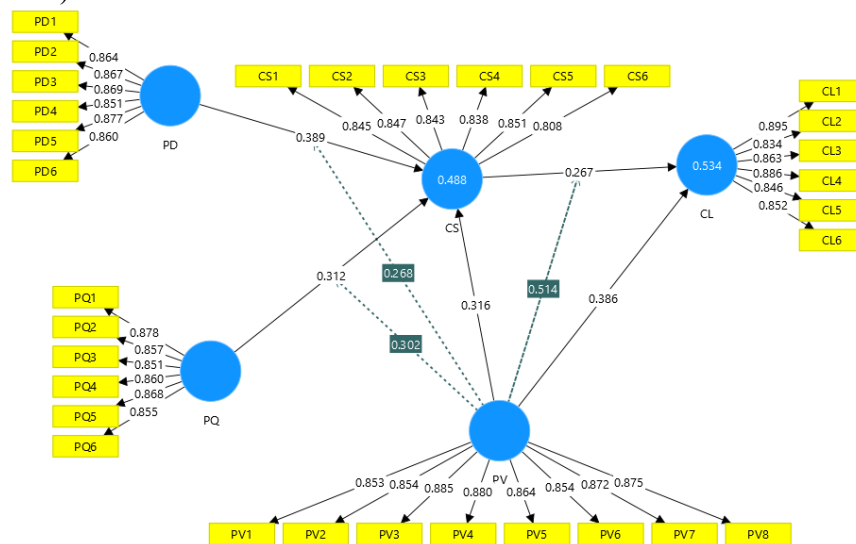 )
PD1
PD2
PD3
PD4
PD5
PD6
0.864
0.867
0.869
0.851
0.877
0.860
PD
CS1
CS2
CS3
CS4
CS5
CS6
0.845
0.847
0.843
0.838
0.851
0.808
0.488
CS
CL1
CL2
CL3
CL4
CL5
CL6
0.895
0.834
0.863
0.886
0.846
0.852
0.534
CL
0.389
0.267
0.312
0.268
0.302
0.316
0.514
0.386
PQ1
PQ2
PQ3
PQ4
PQ5
PQ6
0.878
0.857
0.851
0.860
0.868
0.855
PQ
PV
0.853
0.854
0.885
0.880
0.864
0.854
0.872
0.875
PV1
PV2
PV3
PV4
PV5
PV6
PV7
PV8